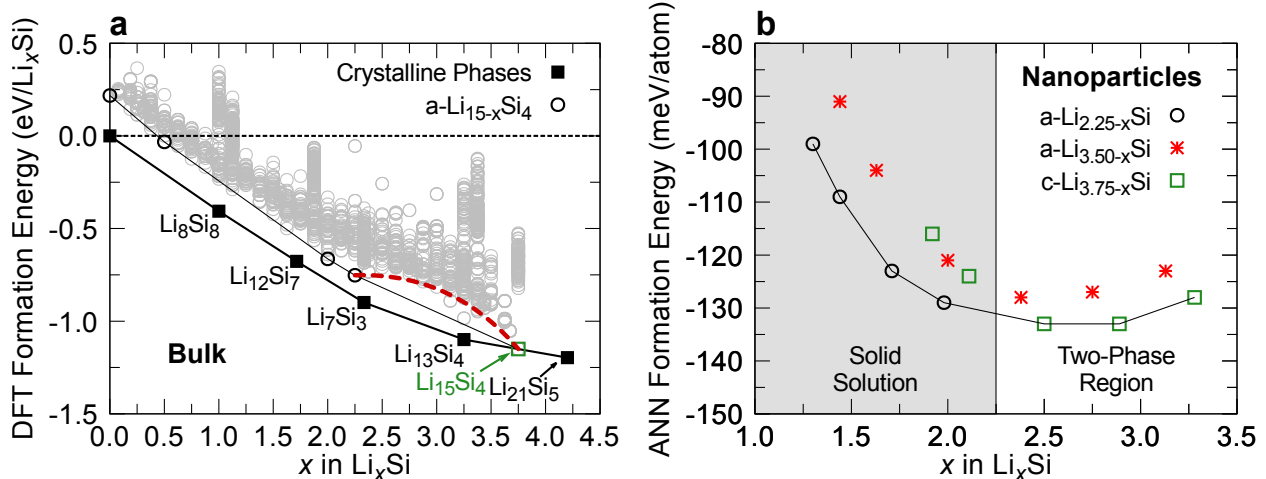 a
DFT Formation Energy (eV/LixSi)
0.5
0.0
-0.5
-1.0
-1.5
Crystalline Phases
a-Li15-xSi4
Li8Si8
Li12Si7
Li7Si3
Li13Si4
Li15Si4
Li21Si5
Bulk
0.0 0.5 1.0 1.5 2.0 2.5 3.0 3.5 4.0 4.5
x in LixSi
b
ANN Formation Energy (meV/atom)
-80
-90
-100
-110
-120
-130
-140
-150
Nanoparticles
a-Li2.25-xSi
a-Li3.50-xSi
c-Li3.75-xSi
Solid
Solution
Two-Phase
Region
1.0 1.5 2.0 2.5 3.0 3.5
x in LixSi